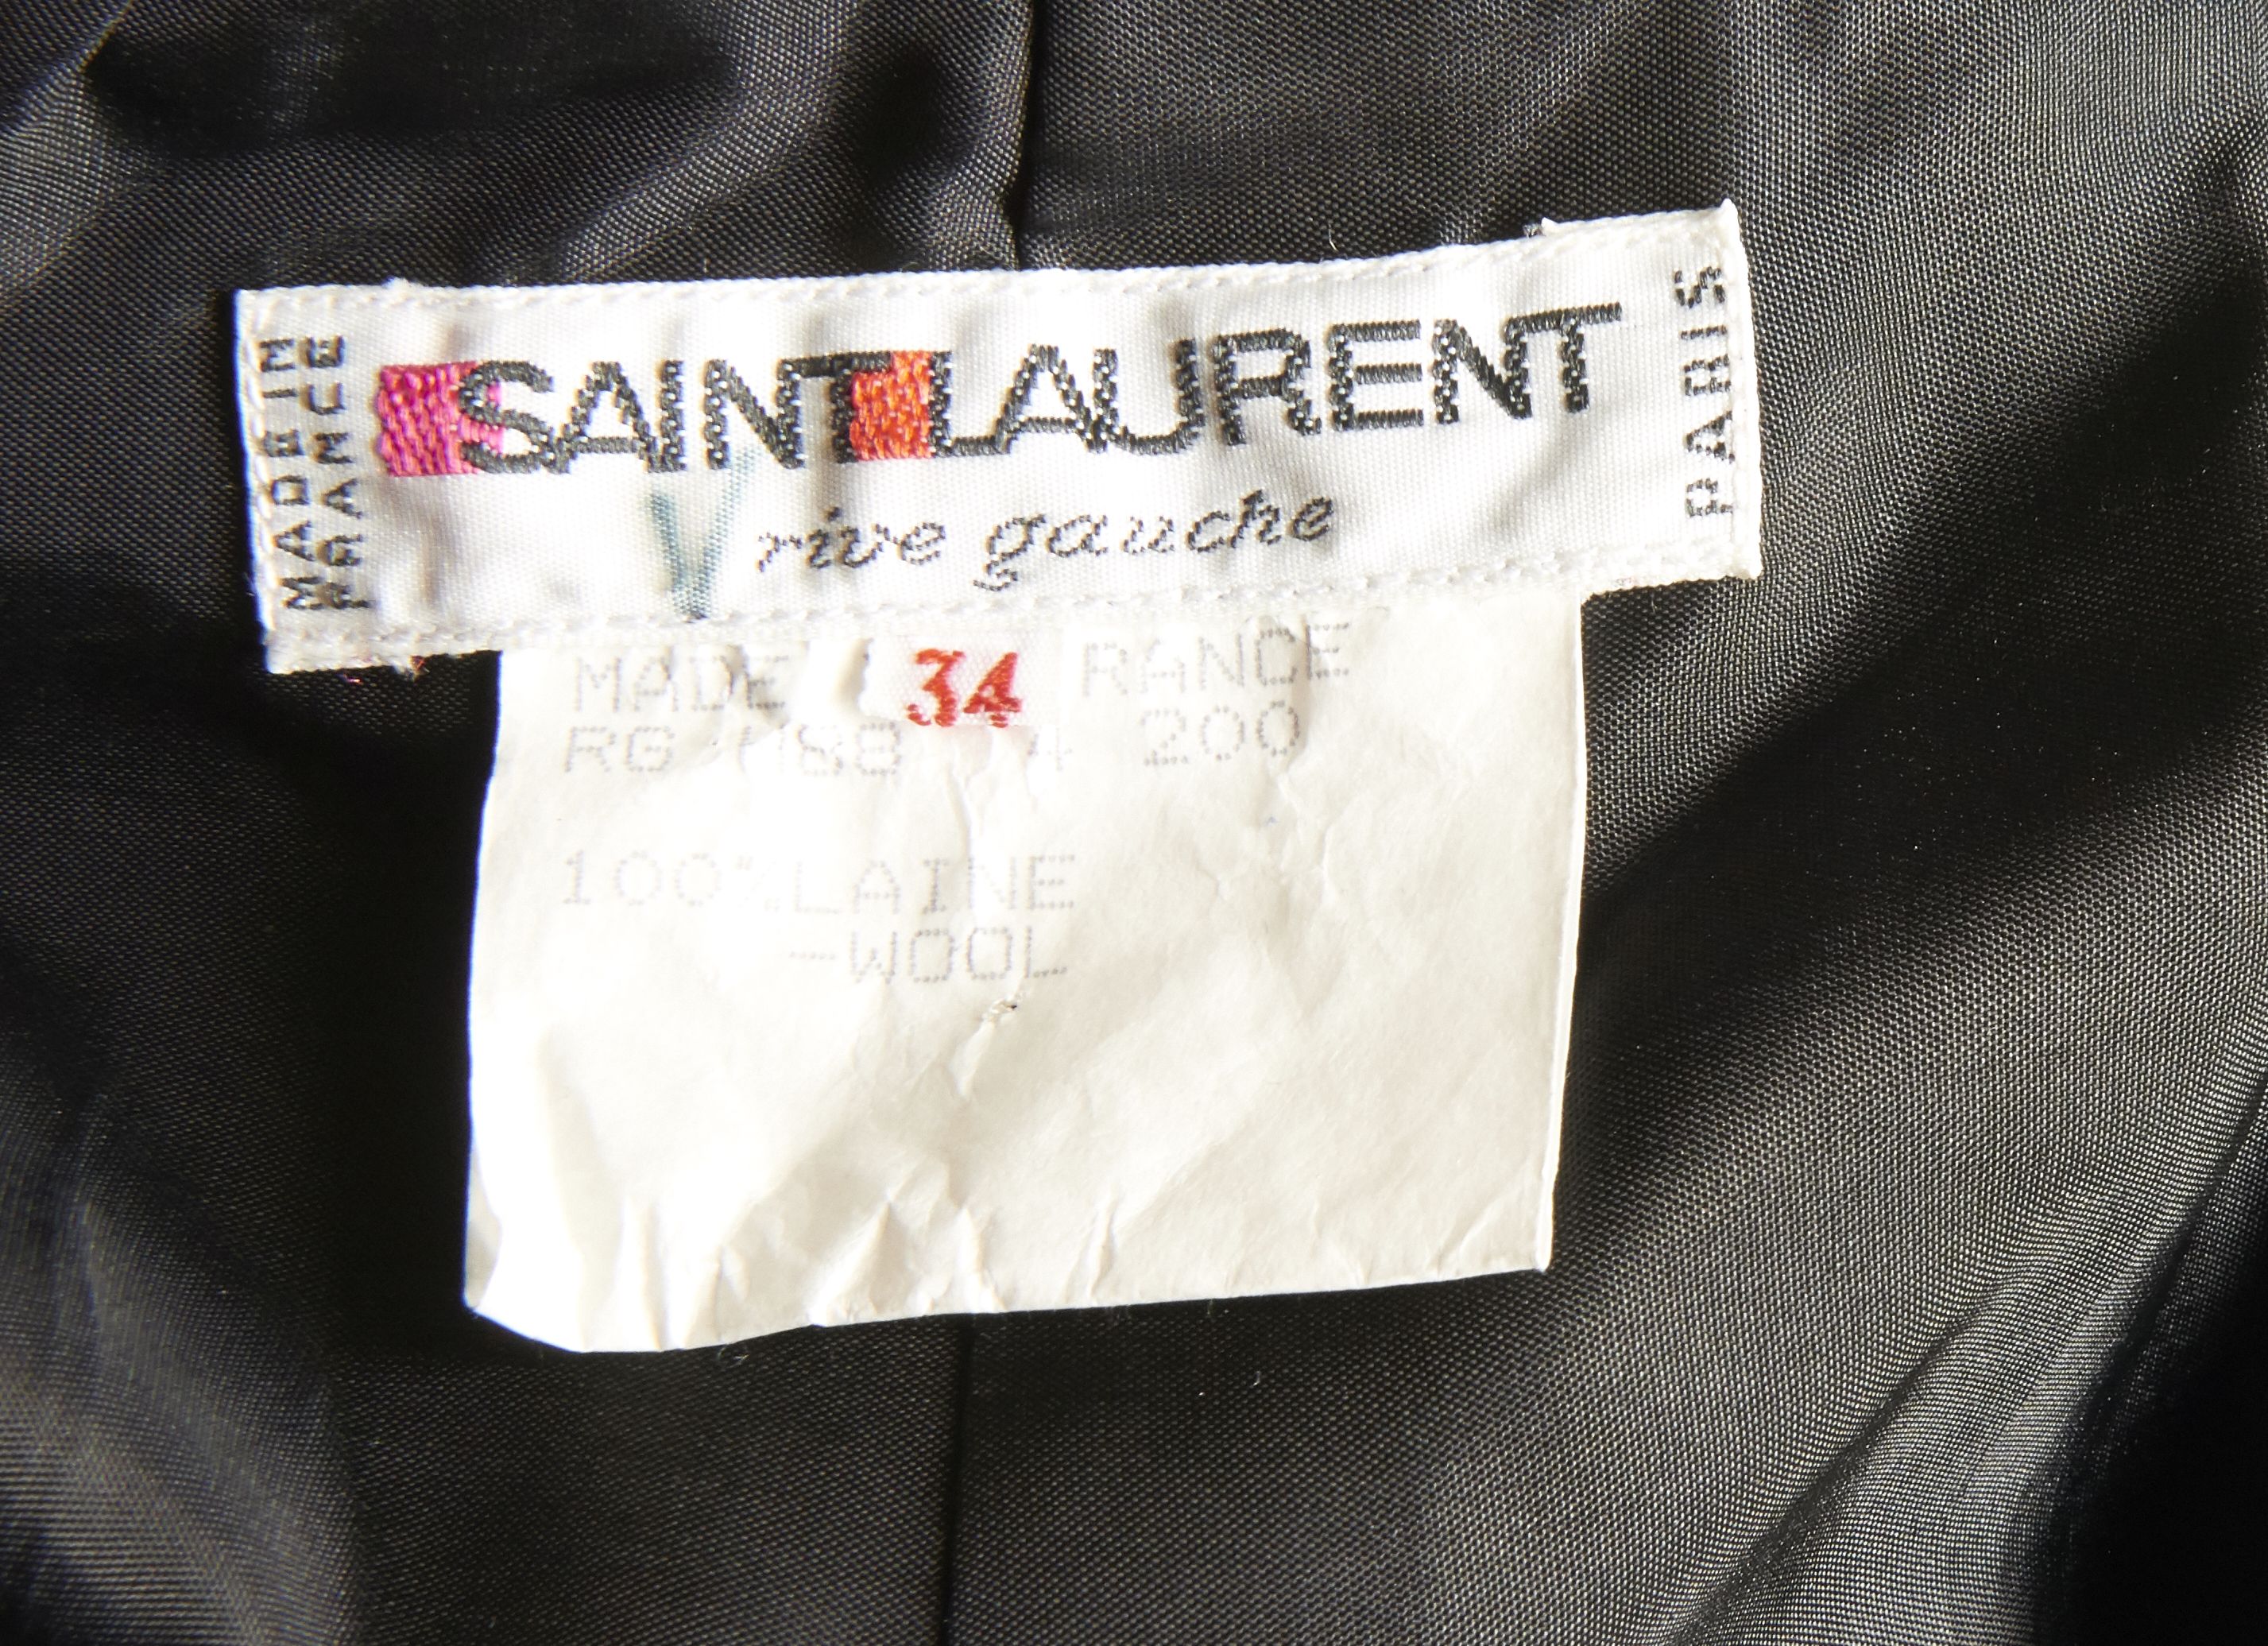 MADE IN
FRANCE
SAINT LAURENT
rive gauche
PARIS
34
MADE RANCE
RG 200
100% LAINE
-WOOL